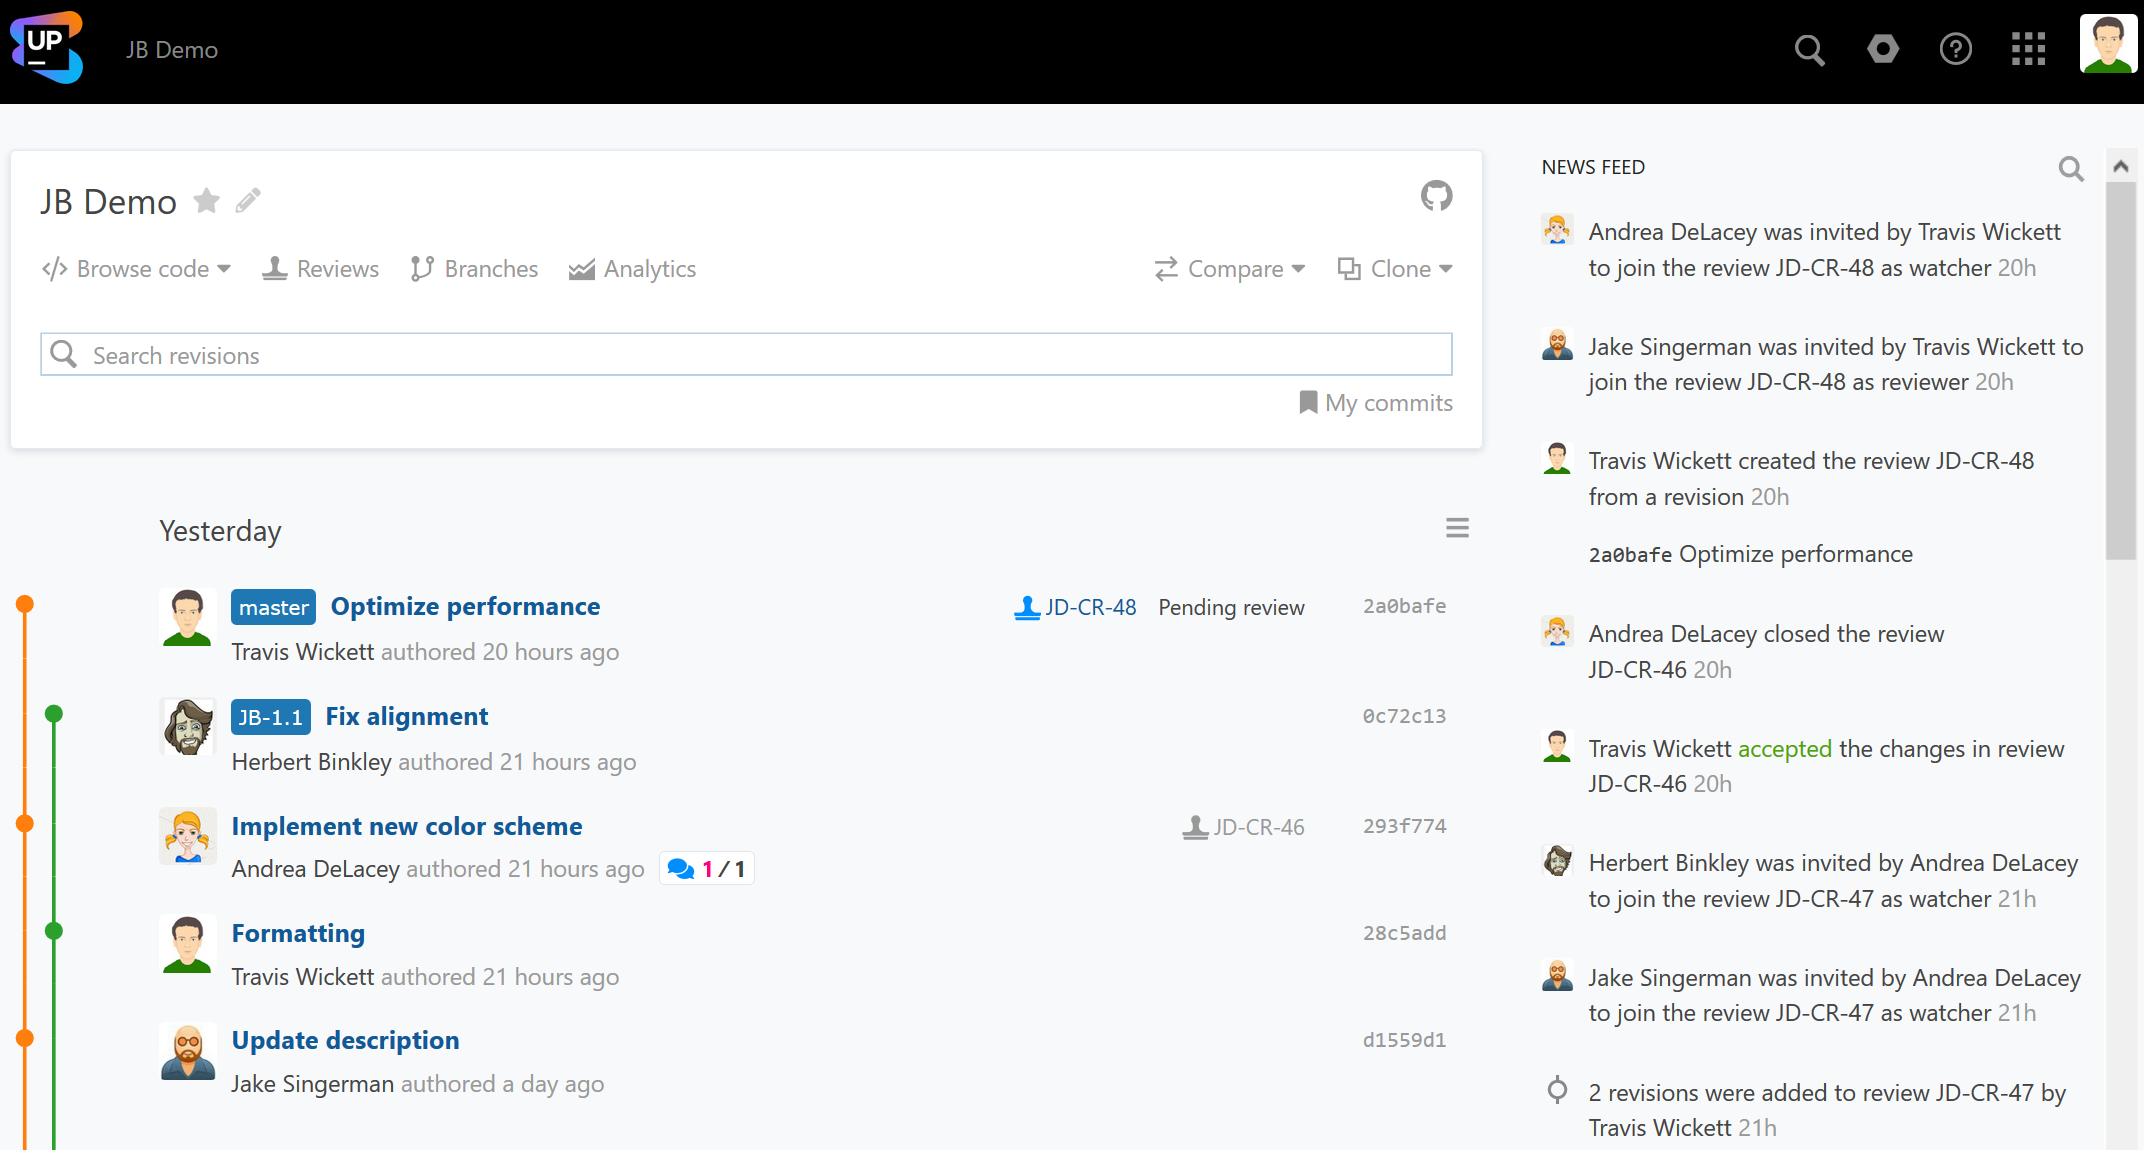 UP
JB Demo
JB Demo
Browse code
Reviews
Branches
Analytics
Compare
Clone
Search revisions
My commits
Yesterday
master Optimize performance JD-CR-48 Pending review 2a0bafe
Travis Wickett authored 20 hours ago
JB-1.1 Fix alignment 0c72c13
Herbert Binkley authored 21 hours ago
Implement new color scheme JD-CR-46 293f774
Andrea DeLacey authored 21 hours ago 1 / 1
Formatting 28c5add
Travis Wickett authored 21 hours ago
Update description d1559d1
Jake Singerman authored a day ago
NEWS FEED
Andrea DeLacey was invited by Travis Wickett
to join the review JD-CR-48 as watcher 20h
Jake Singerman was invited by Travis Wickett to
join the review JD-CR-48 as reviewer 20h
Travis Wickett created the review JD-CR-48
from a revision 20h
2a0bafe Optimize performance
Andrea DeLacey closed the review
JD-CR-46 20h
Travis Wickett accepted the changes in review
JD-CR-46 20h
Herbert Binkley was invited by Andrea DeLacey
to join the review JD-CR-47 as watcher 21h
Jake Singerman was invited by Andrea DeLacey
to join the review JD-CR-47 as watcher 21h
2 revisions were added to review JD-CR-47 by
Travis Wickett 21h